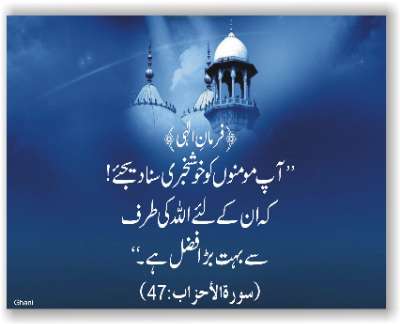 ﴿فرمانِ الٰہی﴾
”آپ مومنوں کو خوشخبری سنا دیجئے!
کہ ان کے لئے اللہ کی طرف
سے بہت بڑا فضل ہے۔“
(سورۃ الأحزاب:47)
Ghani